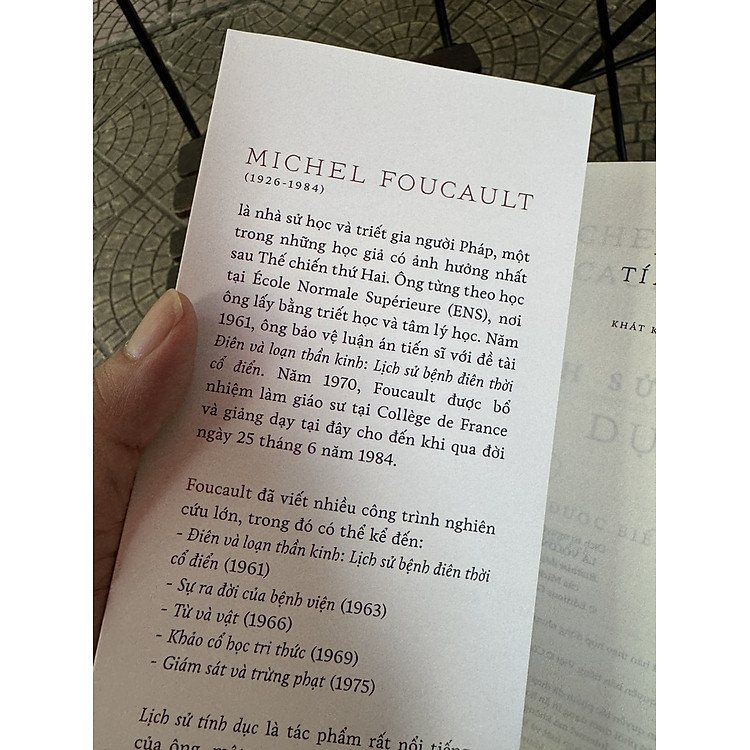 MICHEL FOUCAULT
(1926-1984)
là nhà sử học và triết gia người Pháp, một
trong những học giả có ảnh hưởng nhất
sau Thế chiến thứ Hai. Ông từng theo học
tại École Normale Supérieure (ENS), nơi
ông lấy bằng triết học và tâm lý học. Năm
1961, ông bảo vệ luận án tiến sĩ với đề tài
Điên và loạn thần kinh: Lịch sử bệnh điên thời
cổ điển. Năm 1970, Foucault được bổ
nhiệm làm giáo sư tại Collège de France
và giảng dạy tại đây cho đến khi qua đời
ngày 25 tháng 6 năm 1984.
Foucault đã viết nhiều công trình nghiên
cứu lớn, trong đó có thể kể đến:
- Điên và loạn thần kinh: Lịch sử bệnh điên thời
cổ điển (1961)
- Sự ra đời của bệnh viện (1963)
- Từ và vật (1966)
- Khảo cổ học tri thức (1969)
- Giám sát và trừng phạt (1975)
Lịch sử tính dục là tác phẩm rất nổi tiếng
của ông, một
TÍ
KHÁT K